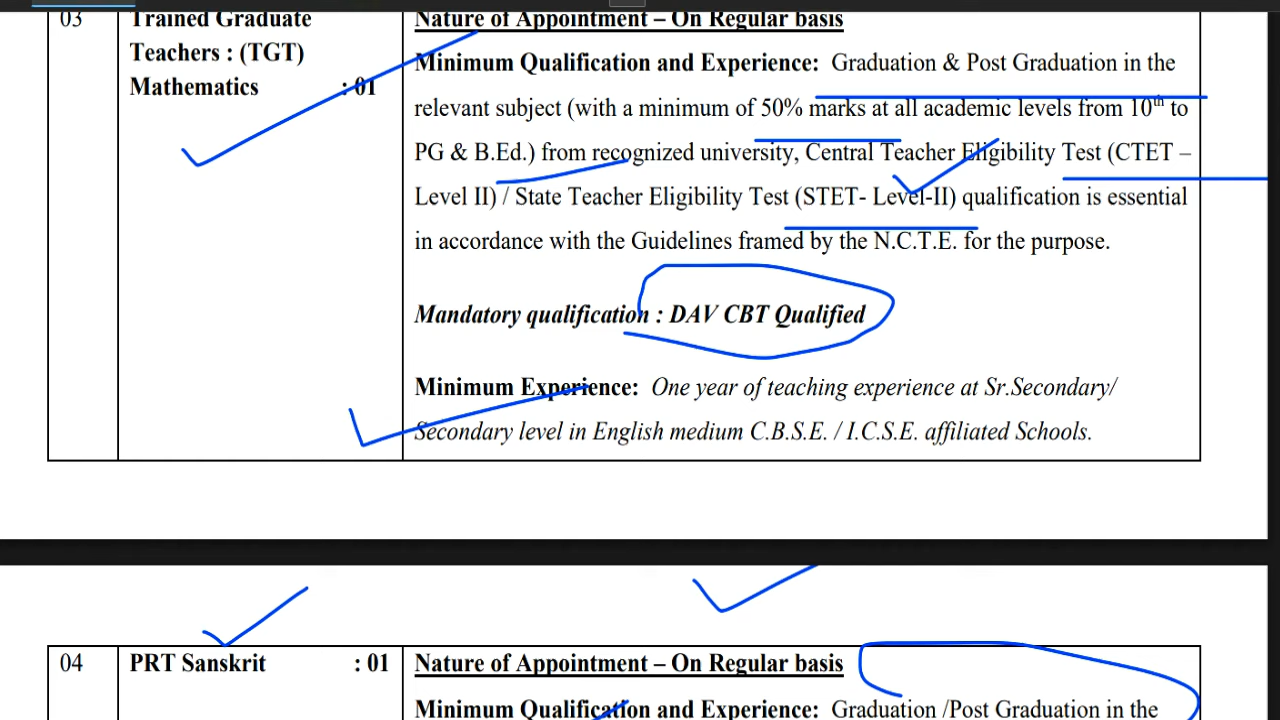 03 Trained Graduate Nature of Appointment – On Regular basis
Teachers : (TGT) Minimum Qualification and Experience: Graduation & Post Graduation in the
Mathematics : 01 relevant subject (with a minimum of 50% marks at all academic levels from 10th to
PG & B.Ed.) from recognized university, Central Teacher Eligibility Test (CTET –
Level II) / State Teacher Eligibility Test (STET- Level-II) qualification is essential
in accordance with the Guidelines framed by the N.C.T.E. for the purpose.
Mandatory qualification : DAV CBT Qualified
Minimum Experience: One year of teaching experience at Sr.Secondary/
Secondary level in English medium C.B.S.E. / I.C.S.E. affiliated Schools.
04 PRT Sanskrit : 01 Nature of Appointment – On Regular basis
Minimum Qualification and Experience: Graduation /Post Graduation in the